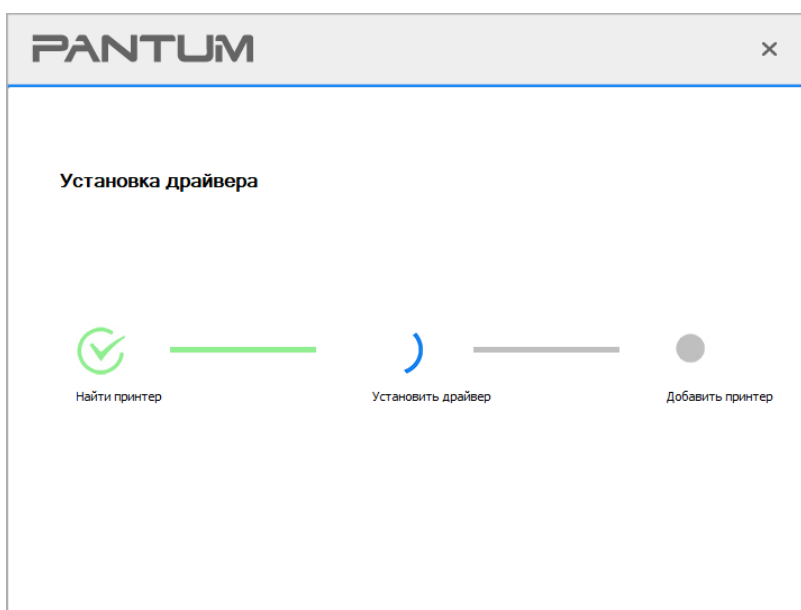 PANTUM
Установка драйвера
Найти принтер
Установить драйвер
Добавить принтер